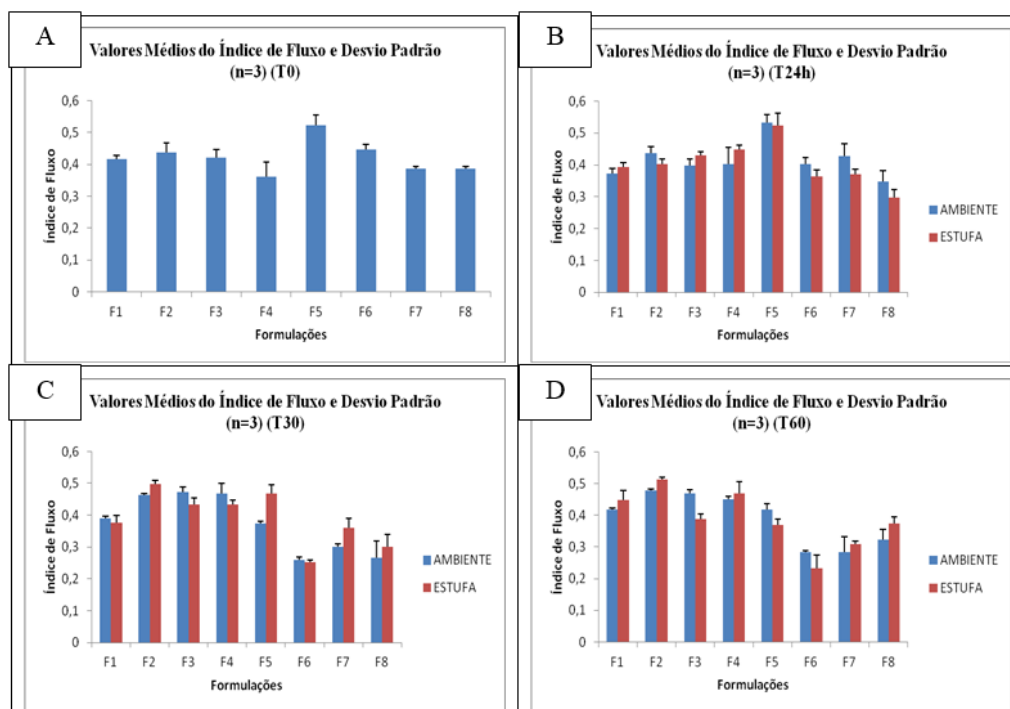 A
Valores Médios do Índice de Fluxo e Desvio Padrão
(n=3) (T0)
Índice de Fluxo
0,6
0,5
0,4
0,3
0,2
0,1
0
F1 F2 F3 F4 F5 F6 F7 F8
Formulações
B
Valores Médios do Índice de Fluxo e Desvio Padrão
(n=3) (T24h)
Índice de Fluxo
0,6
0,5
0,4
0,3
0,2
0,1
0
F1 F2 F3 F4 F5 F6 F7 F8
Formulações
AMBIENTE
ESTUFA
C
Valores Médios do Índice de Fluxo e Desvio Padrão
(n=3) (T30)
Índice de Fluxo
0,6
0,5
0,4
0,3
0,2
0,1
0
F1 F2 F3 F4 F5 F6 F7 F8
Formulações
AMBIENTE
ESTUFA
D
Valores Médios do Índice de Fluxo e Desvio Padrão
(n=3) (T60)
Índice de Fluxo
0,6
0,5
0,4
0,3
0,2
0,1
0
F1 F2 F3 F4 F5 F6 F7 F8
Formulações
AMBIENTE
ESTUFA